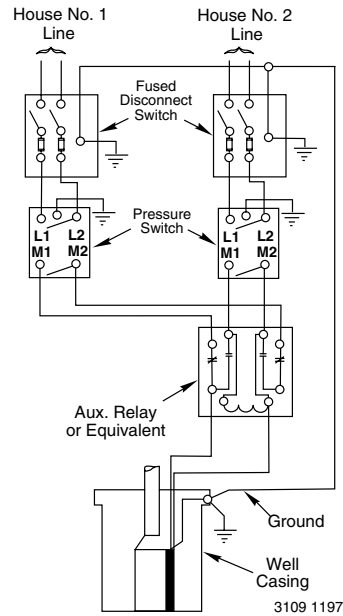 House No. 1
Line
House No. 2
Line
Fused
Disconnect
Switch
L1 L2
M1 M2
Pressure
Switch
L1 L2
M1 M2
Aux. Relay
or Equivalent
Ground
Well
Casing
3109 1197